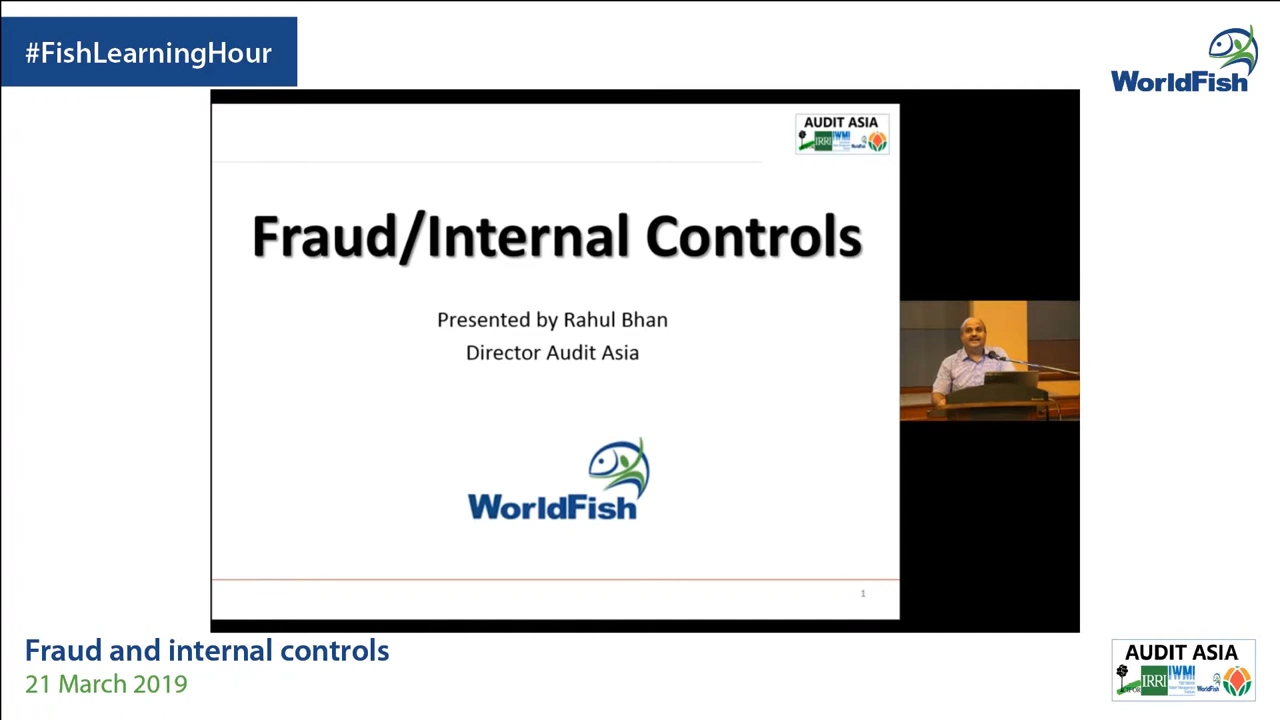 #FishLearningHour
WorldFish
AUDIT ASIA
IRRI IWMI
WorldFish
Fraud/Internal Controls
Presented by Rahul Bhan
Director Audit Asia
WorldFish
1
Fraud and internal controls
21 March 2019
AUDIT ASIA
IRRI IWMI
WorldFish